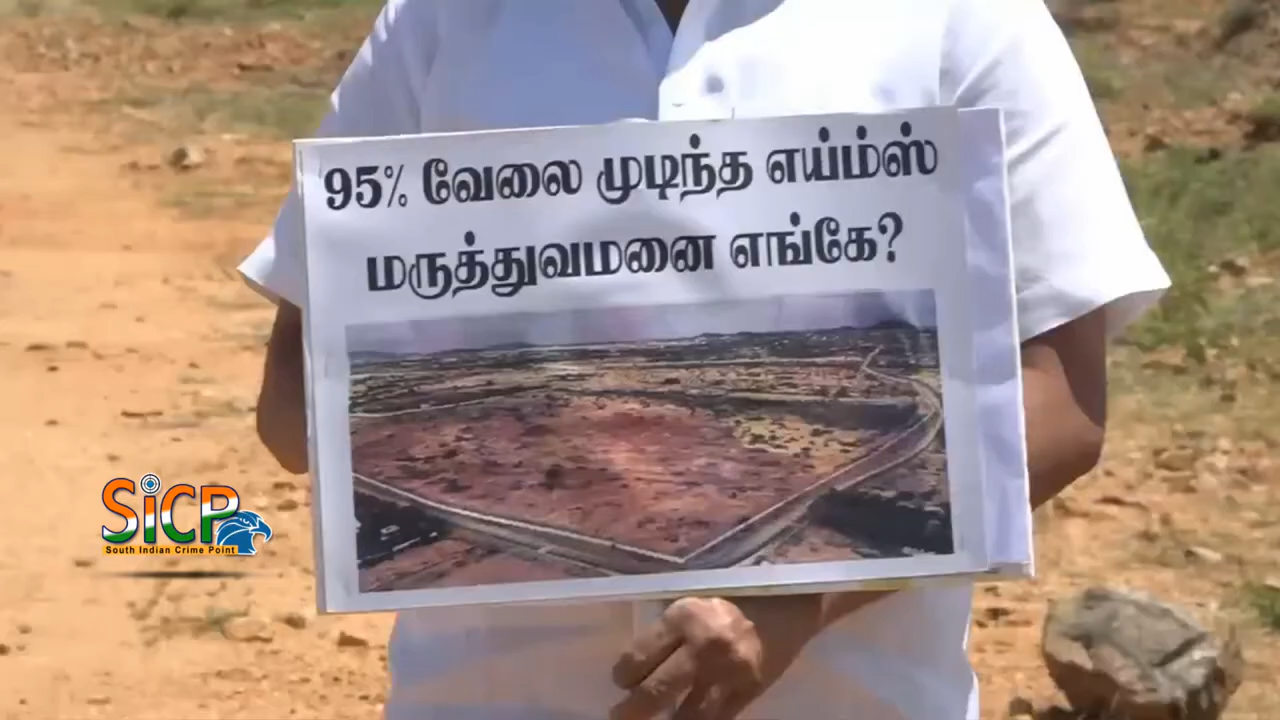 95% வேலை முடிந்த எய்ம்ஸ்
மருத்துவமனை எங்கே?
SiCP
South Indian Crime Point